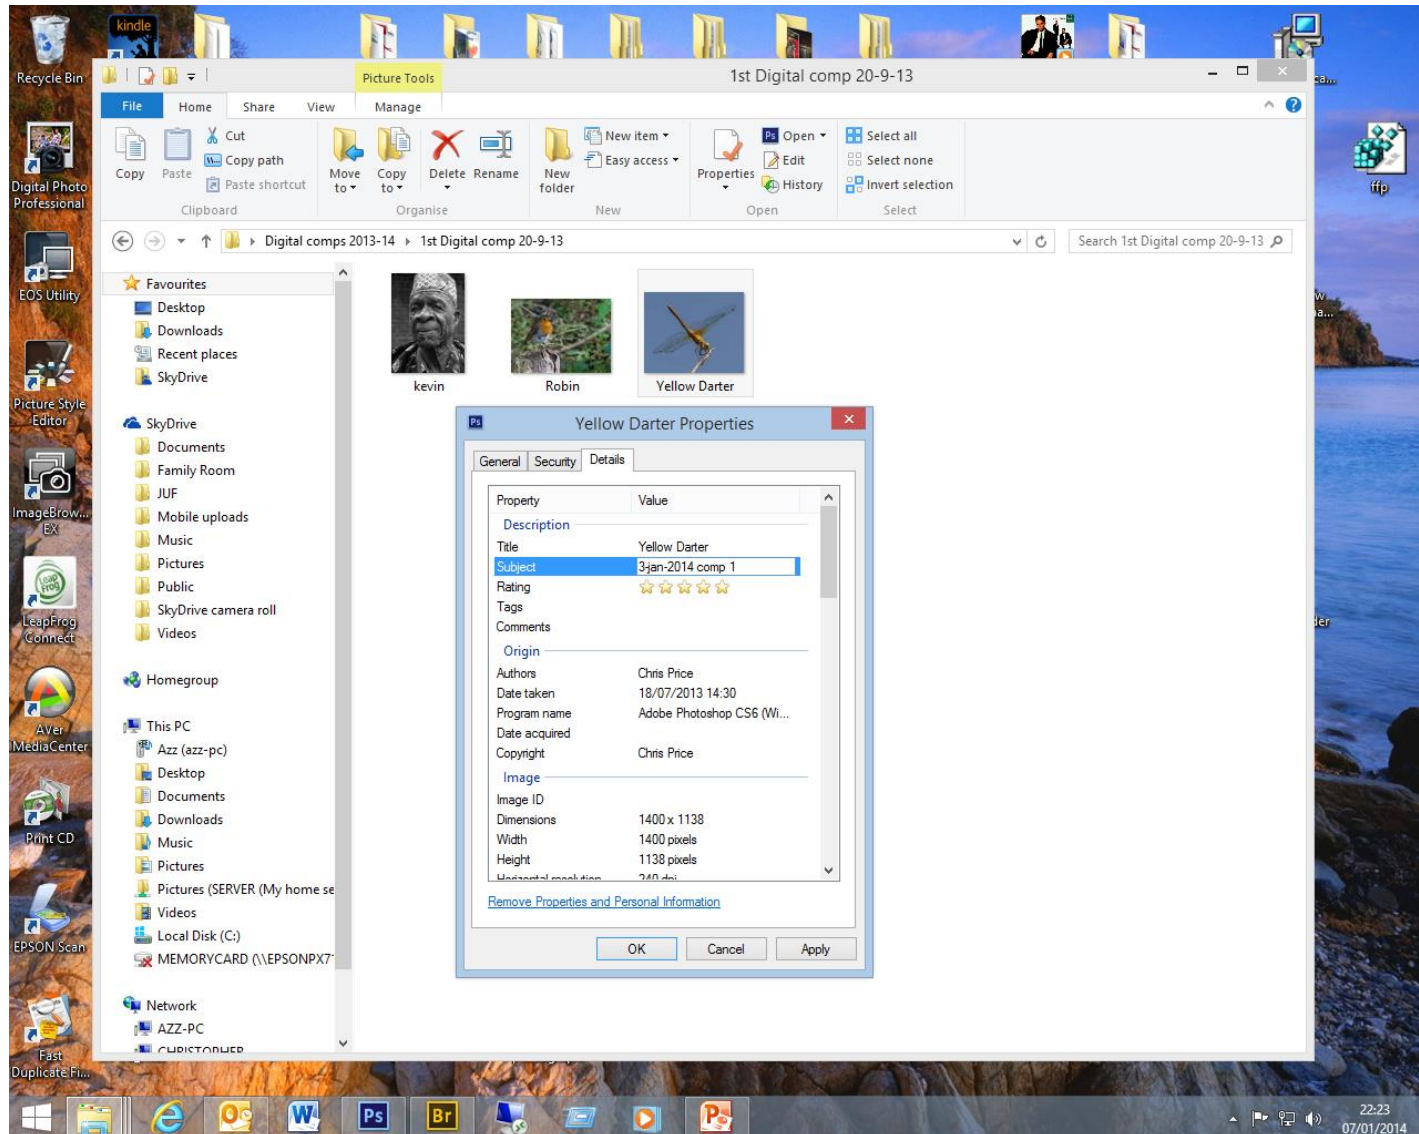 kindle
Recycle Bin
Digital Photo
Professional
EOS Utility
Picture Style
Editor
ImageBrow...
EX
Leap
Frog
LeapFrog
Connect
AVer
MediaCenter
Print CD
EPSON Scan
Fast
Duplicate Fi...
ffp
Picture Tools
1st Digital comp 20-9-13
File
Home
Share
View
Manage
Copy
Paste
Cut
Copy path
Paste shortcut
Clipboard
Move
to
Copy
to
Delete
Rename
Organise
New
folder
New item
Easy access
New
Properties
Ps
Open
Edit
History
Open
Select all
Select none
Invert selection
Select
Digital comps 2013-14
1st Digital comp 20-9-13
Search 1st Digital comp 20-9-13
Favourites
Desktop
Downloads
Recent places
SkyDrive
SkyDrive
Documents
Family Room
JUF
Mobile uploads
Music
Pictures
Public
SkyDrive camera roll
Videos
Homegroup
This PC
Azz (azz-pc)
Desktop
Documents
Downloads
Music
Pictures
Pictures (SERVER (My home se
Videos
Local Disk (C:)
MEMORYCARD (\\EPSONPX7
Network
AZZ-PC
CHRISTOPHER
kevin
Robin
Yellow Darter
Ps
Yellow Darter Properties
General
Security
Details
Property Value
Description
Title Yellow Darter
Subject 3-jan-2014 comp 1
Rating
Tags
Comments
Origin
Authors Chris Price
Date taken 18/07/2013 14:30
Program name Adobe Photoshop CS6 (Wi...
Date acquired
Copyright Chris Price
Image
Image ID
Dimensions 1400 x 1138
Width 1400 pixels
Height 1138 pixels
Horizontal resolution 240 dpi
Remove Properties and Personal Information
OK
Cancel
Apply
Ps
Br
22:23
07/01/2014